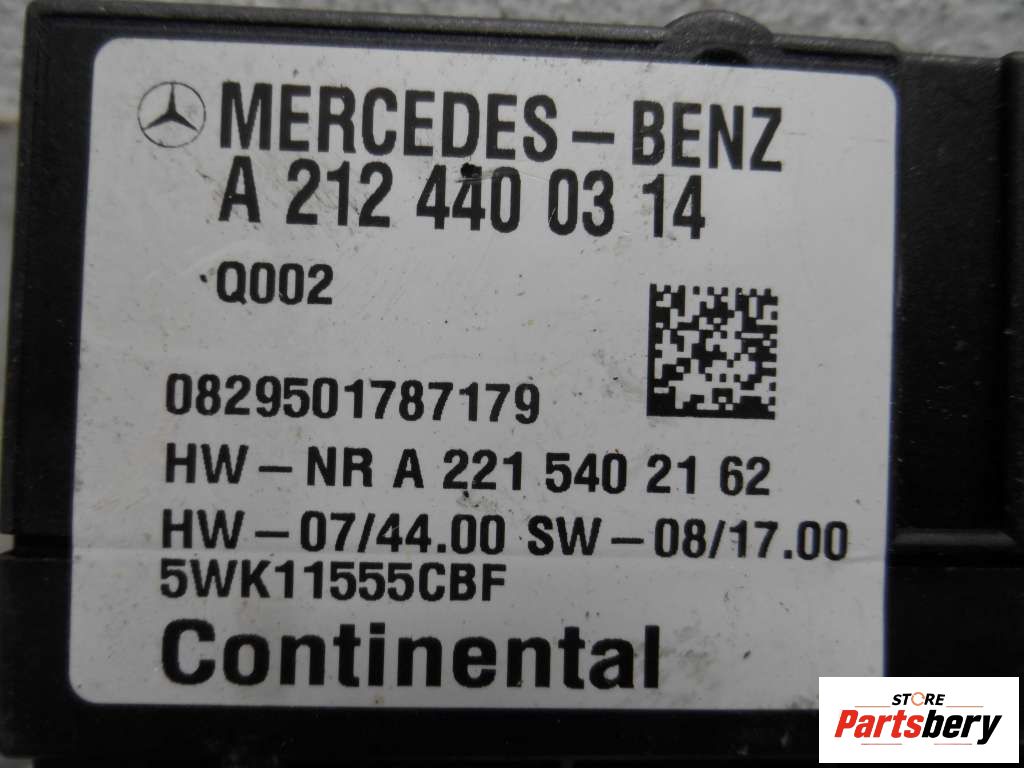 MERCEDES-BENZ
A 212 440 03 14
Q002
0829501787179
HW-NR A 221 540 21 62
HW-07/44.00 SW-08/17.00
5WK11555CBF
Continental
STORE
Partsbery